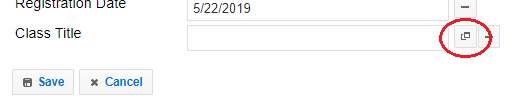 Registration Date 5/22/2019
Class Title
Save Cancel